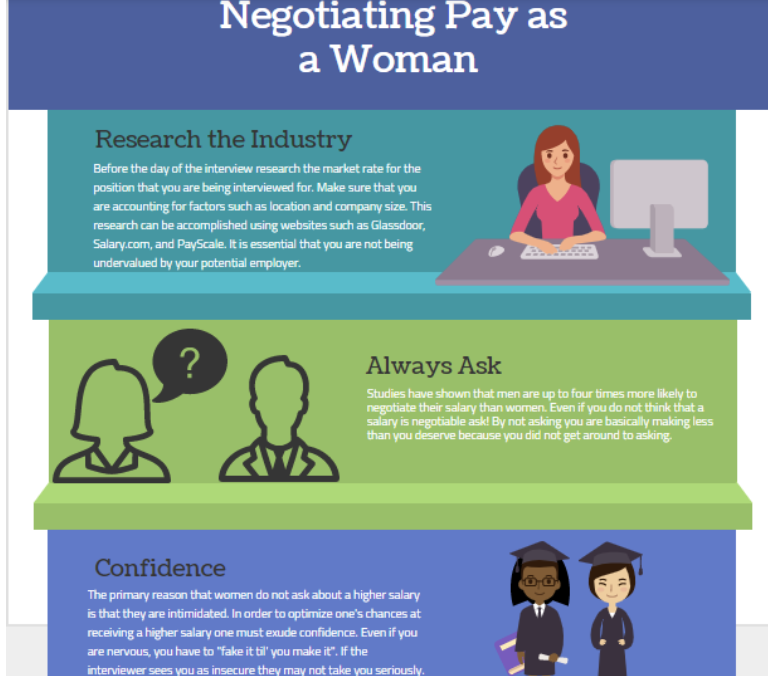 Negotiating Pay as
a Woman
Research the Industry
Before the day of the interview research the market rate for the
position that you are being interviewed for. Make sure that you
are accounting for factors such as location and company size. This
research can be accomplished using websites such as Glassdoor,
Salary.com, and PayScale. It is essential that you are not being
undervalued by your potential employer.
?
Always Ask
Studies have shown that men are up to four times more likely to
negotiate their salary than women. Even if you do not think that a
salary is negotiable ask! By not asking you are basically making less
than you deserve because you did not get around to asking.
Confidence
The primary reason that women do not ask about a higher salary
is that they are intimidated. In order to optimize one's chances at
receiving a higher salary one must exude confidence. Even if you
are nervous, you have to "fake it til' you make it". If the
interviewer sees you as insecure they may not take you seriously.